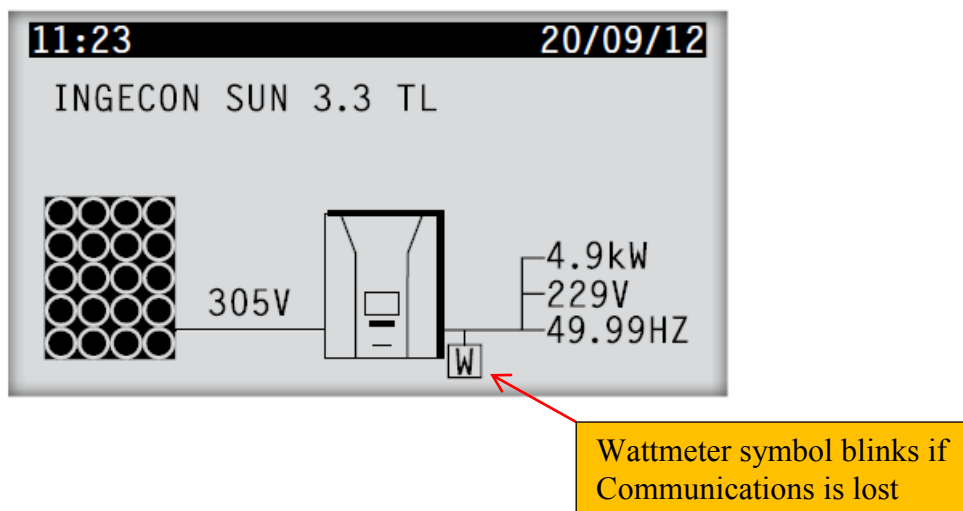 11:23 20/09/12
INGECON SUN 3.3 TL
4.9kW
305V 229V
49.99HZ
W
Wattmeter symbol blinks if
Communications is lost